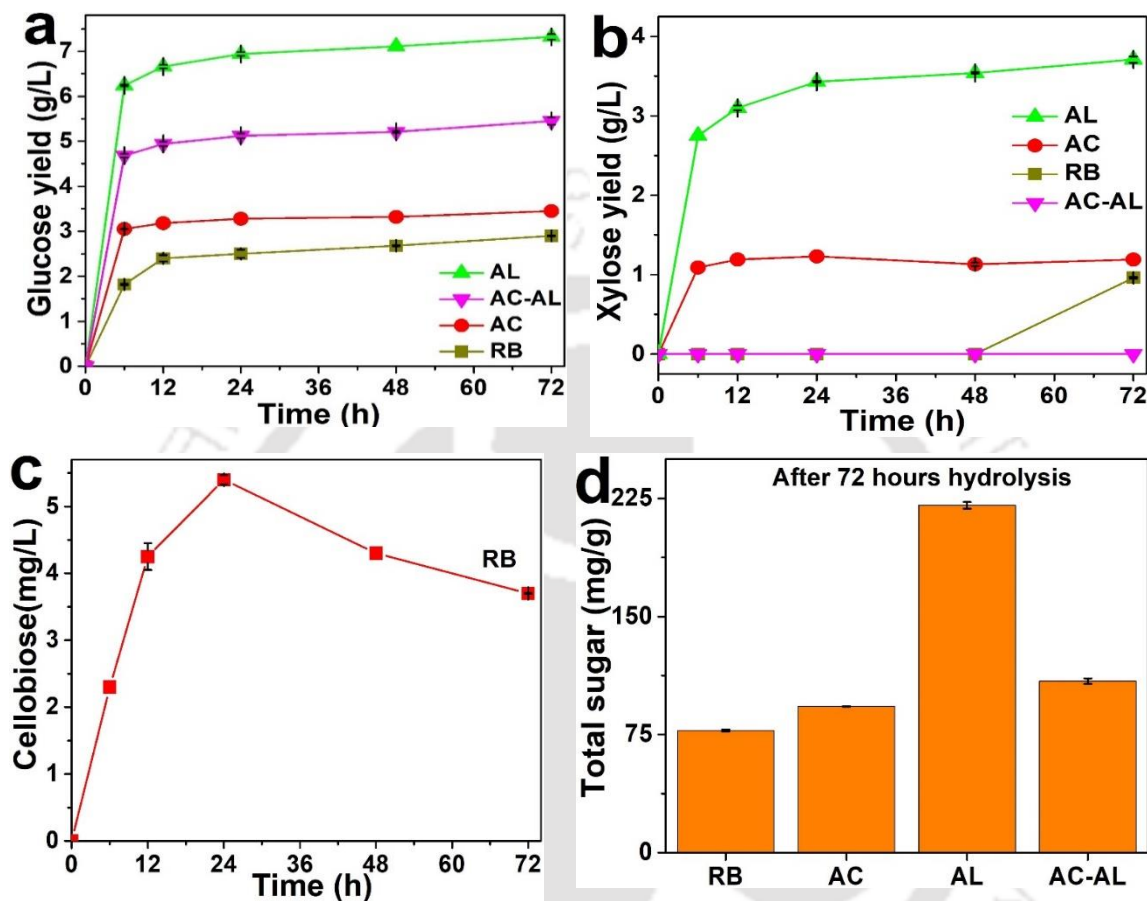 a
Glucose yield (g/L)
7
6
5
4
3
2
1
0
AL
AC-AL
AC
RB
0 12 24 36 48 60 72
Time (h)
b
Xylose yield (g/L)
4
3
2
1
0
AL
AC
RB
AC-AL
0 12 24 36 48 60 72
Time (h)
c
Cellobiose(mg/L)
5
4
3
2
1
0
RB
0 12 24 36 48 60 72
Time (h)
d
After 72 hours hydrolysis
Total sugar (mg/g)
225
150
75
0
RB AC AL AC-AL